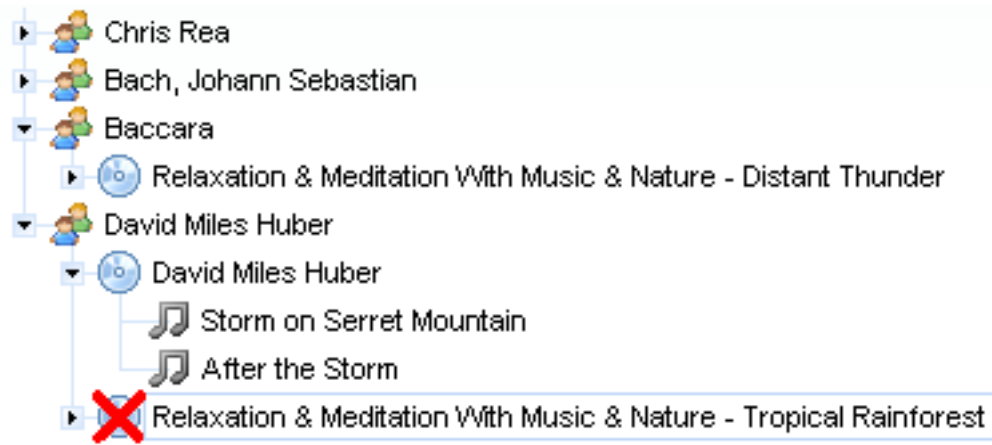 Chris Rea
Bach, Johann Sebastian
Baccara
Relaxation & Meditation With Music & Nature - Distant Thunder
David Miles Huber
David Miles Huber
Storm on Serret Mountain
After the Storm
Relaxation & Meditation With Music & Nature - Tropical Rainforest